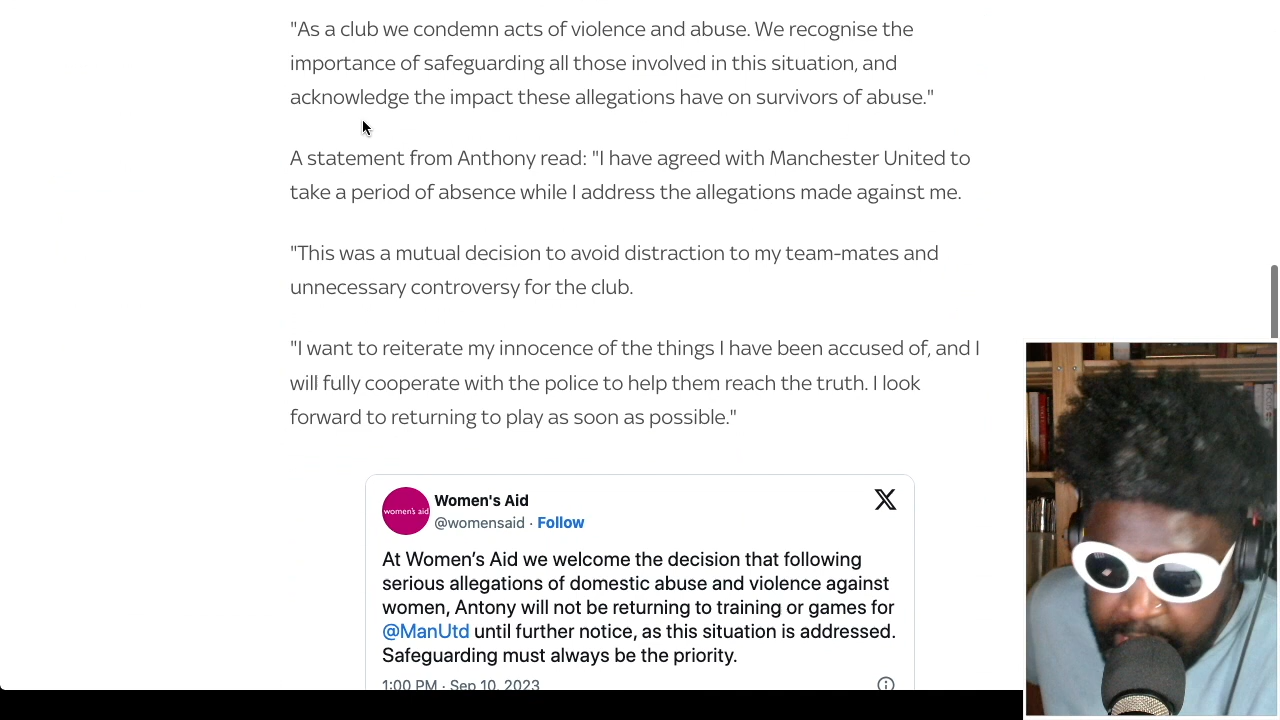 "As a club we condemn acts of violence and abuse. We recognise the
importance of safeguarding all those involved in this situation, and
acknowledge the impact these allegations have on survivors of abuse."
A statement from Anthony read: "I have agreed with Manchester United to
take a period of absence while I address the allegations made against me.
"This was a mutual decision to avoid distraction to my team-mates and
unnecessary controversy for the club.
"I want to reiterate my innocence of the things I have been accused of, and I
will fully cooperate with the police to help them reach the truth. I look
forward to returning to play as soon as possible."
women's aid
Women's Aid
@womensaid · Follow
At Women's Aid we welcome the decision that following
serious allegations of domestic abuse and violence against
women, Antony will not be returning to training or games for
@ManUtd until further notice, as this situation is addressed.
Safeguarding must always be the priority.
1:00 PM · Sep 10, 2023